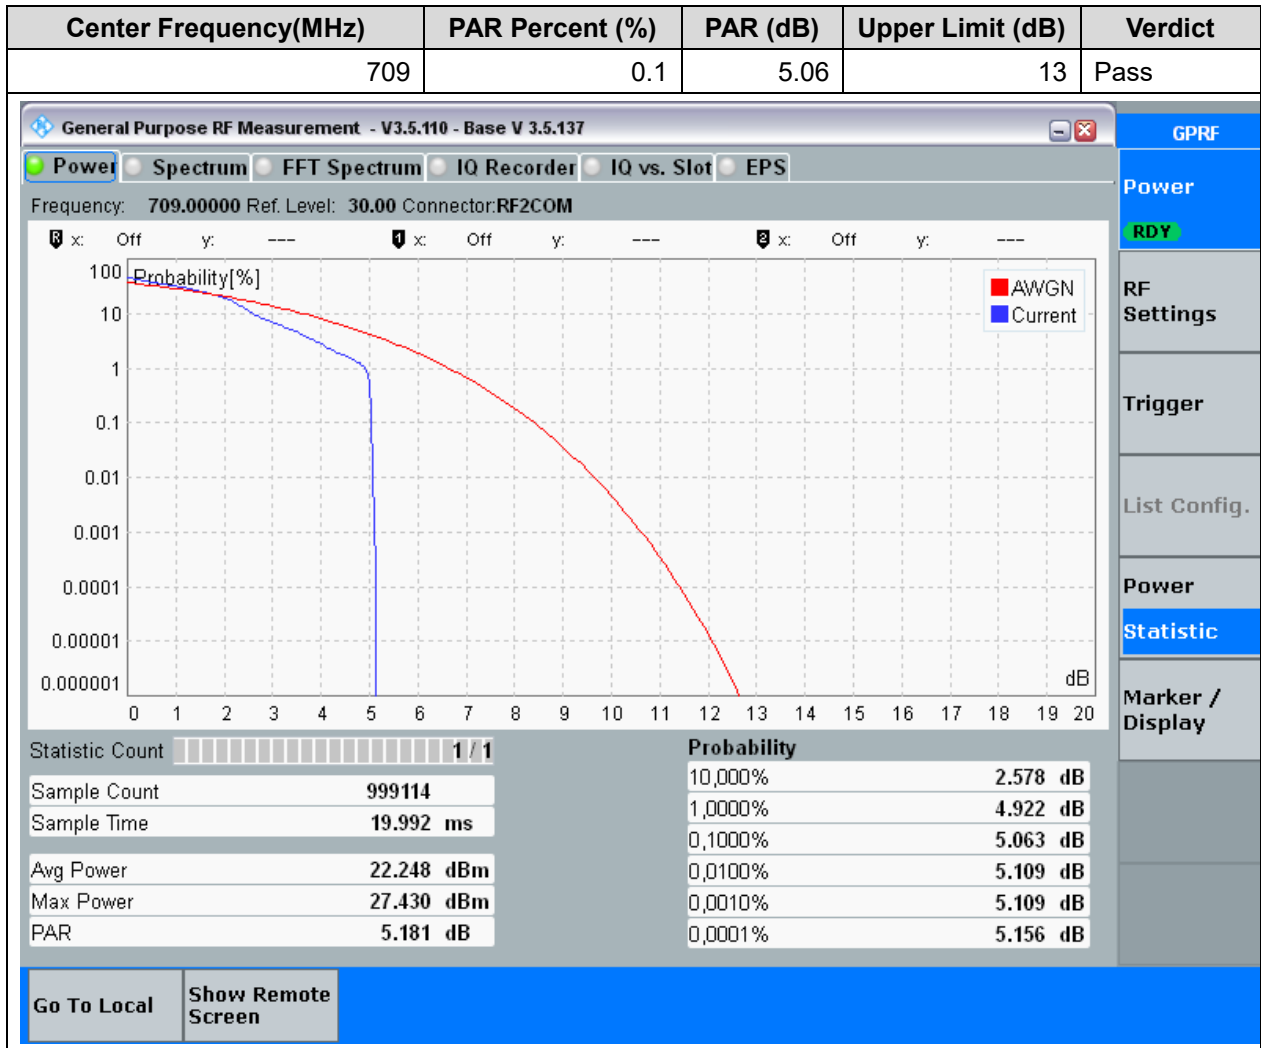 Center Frequency(MHz) PAR Percent (%) PAR (dB) Upper Limit (dB) Verdict
709 0.1 5.06 13 Pass
General Purpose RF Measurement - V3.5.110 - Base V 3.5.137
GPRF
Power Spectrum FFT Spectrum IQ Recorder IQ vs. Slot EPS
Power
RDY
Frequency: 709.00000 Ref. Level: 30.00 Connector:RF2COM
R x: Off y: --- 1 x: Off y: --- 2 x: Off y: ---
Probability[%]
100
10
1
0.1
0.01
0.001
0.0001
0.00001
0.000001
AWGN
Current
dB
0 1 2 3 4 5 6 7 8 9 10 11 12 13 14 15 16 17 18 19 20
RF
Settings
Trigger
List Config.
Power
Statistic
Marker /
Display
Statistic Count 1 / 1
Sample Count 999114
Sample Time 19.992 ms
Avg Power 22.248 dBm
Max Power 27.430 dBm
PAR 5.181 dB
Probability
10,000% 2.578 dB
1,0000% 4.922 dB
0,1000% 5.063 dB
0,0100% 5.109 dB
0,0010% 5.109 dB
0,0001% 5.156 dB
Go To Local
Show Remote
Screen